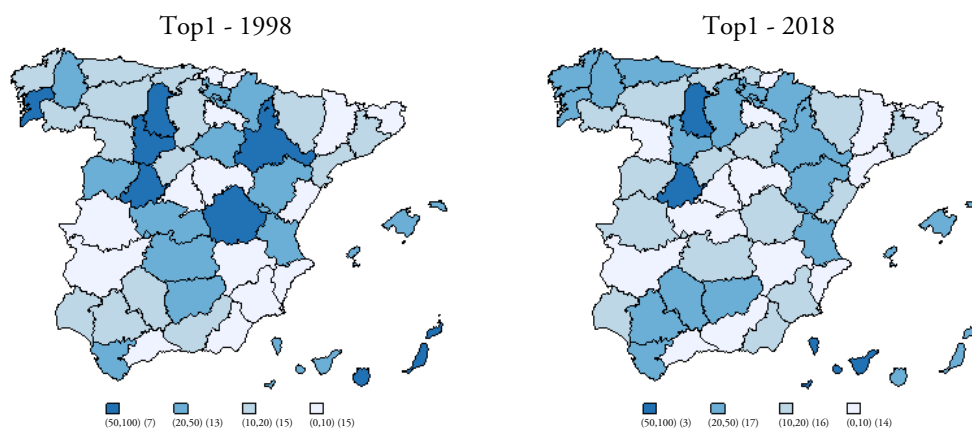 Top1 - 1998
Top1 - 2018
(50,100) (7) (20,50) (13) (10,20) (15) (0,10) (15)
(50,100) (3) (20,50) (17) (10,20) (16) (0,10) (14)